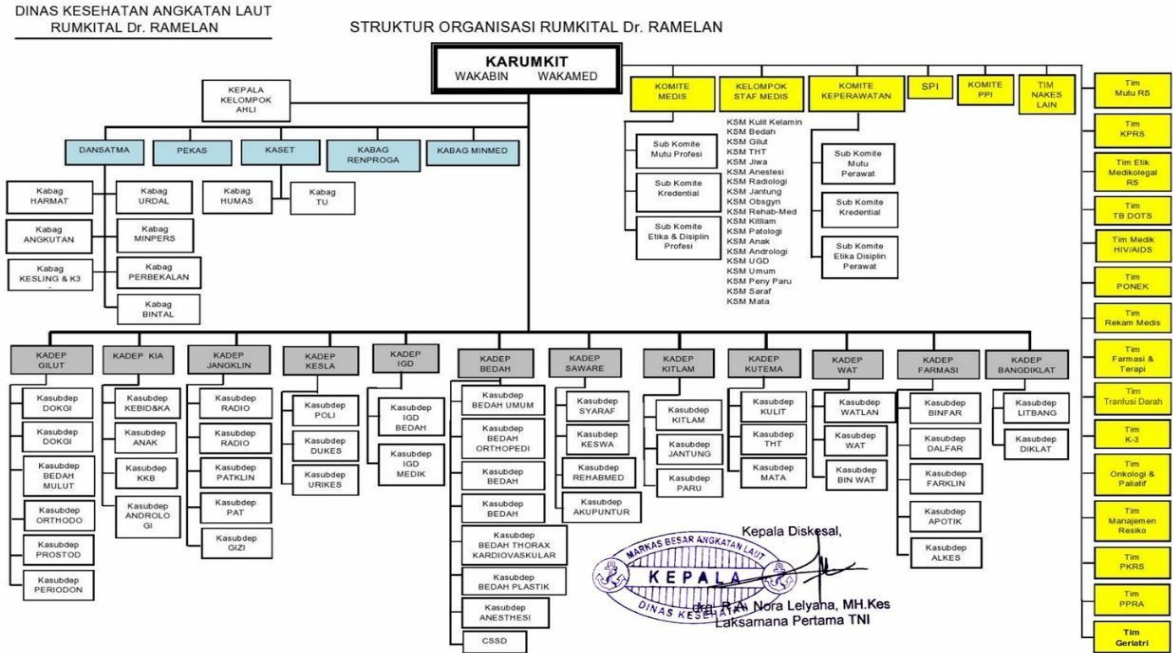 DINAS KESEHATAN ANGKATAN LAUT
RUMKITAL Dr. RAMELAN
STRUKTUR ORGANISASI RUMKITAL Dr. RAMELAN
KARUMKIT
WAKABIN WAKAMED
KEPALA
KELOMPOK
AHLI
DANSATMA
PEKAS
KASET
KABAG
RENPROGA
KABAG MINMED
Kabag
HARMAT
Kabag
URDAL
Kabag
ANGKUTAN
Kabag
MINPERS
Kabag
KESLING & K3
Kabag
PERBEKALAN
Kabag
BINTAL
Kabag
HUMAS
Kabag
TU
KOMITE
MEDIS
KELOMPOK
STAF MEDIS
KOMITE
KEPERAWATAN
SPI
KOMITE
PPI
TIM
NAKES
LAIN
Sub Komite
Mutu Profesi
Sub Komite
Kredential
Sub Komite
Etika & Disiplin
Profesi
KSM Kulit Kelamin
KSM Bedah
KSM Gilut
KSM THT
KSM Jiwa
KSM Anestesi
KSM Radiologi
KSM Jantung
KSM Obsgyn
KSM Rehab-Med
KSM Kitllam
KSM Patologi
KSM Anak
KSM Andrologi
KSM UGD
KSM Umum
KSM Peny Paru
KSM Saraf
KSM Mata
Sub Komite
Mutu
Perawat
Sub Komite
Kredential
Sub Komite
Etika Disiplin
Perawat
Tim
Mutu RS
Tim
KPRS
Tim Etik
Medikolegal
RS
Tim
TB DOTS
Tim Medik
HIV/AIDS
Tim
PONEK
Tim
Rekam Medis
Tim
Farmasi &
Terapi
Tim
Tranfusi Darah
Tim
K-3
Tim
Onkologi &
Paliatif
Tim
Manajemen
Resiko
Tim
PKRS
Tim
PPRA
Tim
Geriatri
KADEP
GILUT
Kasubdep
DOKGI
Kasubdep
DOKGI
Kasubdep
BEDAH
MULUT
Kasubdep
ORTHODO
Kasubdep
PROSTOD
Kasubdep
PERIODON
KADEP KIA
Kasubdep
KEBID&KA
Kasubdep
ANAK
Kasubdep
KKB
Kasubdep
ANDROLO
GI
KADEP
JANGKLIN
Kasubdep
RADIO
Kasubdep
RADIO
Kasubdep
PATKLIN
Kasubdep
PAT
Kasubdep
GIZI
KADEP
KESLA
Kasubdep
POLI
Kasubdep
DUKES
Kasubdep
URIKES
KADEP
IGD
Kasubdep
IGD
BEDAH
Kasubdep
IGD
MEDIK
KADEP
BEDAH
Kasubdep
BEDAH UMUM
Kasubdep
BEDAH
ORTHOPEDI
Kasubdep
BEDAH
Kasubdep
BEDAH
Kasubdep
BEDAH THORAX
KARDIOVASKULAR
Kasubdep
BEDAH PLASTIK
Kasubdep
ANESTHESI
CSSD
KADEP
SAWARE
Kasubdep
SYARAF
Kasubdep
KESWA
Kasubdep
REHABMED
Kasubdep
AKUPUNTUR
KADEP
KITLAM
Kasubdep
KITLAM
Kasubdep
JANTUNG
Kasubdep
PARU
KADEP
KUTEMA
Kasubdep
KULIT
Kasubdep
THT
Kasubdep
MATA
KADEP
WAT
Kasubdep
WATLAN
Kasubdep
WAT
Kasubdep
BIN WAT
KADEP
FARMASI
Kasubdep
BINFAR
Kasubdep
DALFAR
Kasubdep
FARKLIN
Kasubdep
APOTIK
Kasubdep
ALKES
KADEP
BANGDIKLAT
Kasubdep
LITBANG
Kasubdep
DIKLAT
Kepala Diskesal,
MARKAS BESAR ANGKATAN LAUT
KEPALA
DINAS KESEHATAN
drg. R.A. Nora Lelyana, MH.Kes
Laksamana Pertama TNI